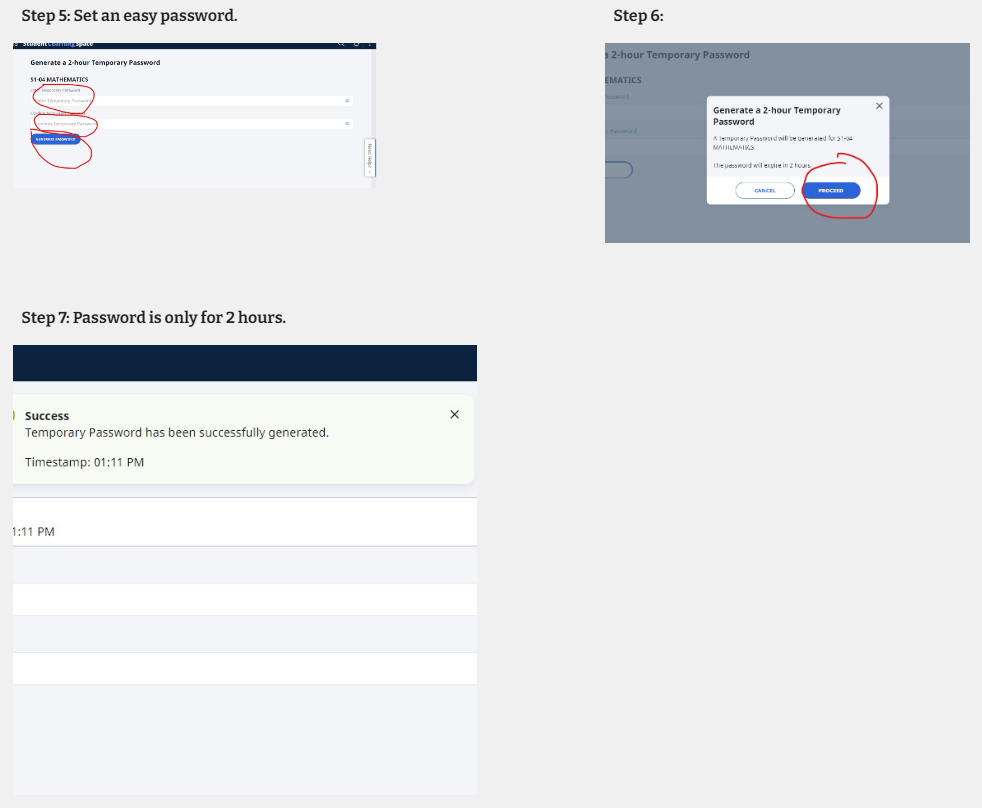 Step 5: Set an easy password.
Student Learning Space
Generate a 2-hour Temporary Password
S1-04 MATHEMATICS
Temporary Password
Enter Temporary Password
Confirm Temporary Password
GENERATE PASSWORD
Need Help?
Step 6:
a 2-hour Temporary Password
EMATICS
Password
Password
Generate a 2-hour Temporary
Password
A Temporary Password will be generated for S1-04
MATHEMATICS.
The password will expire in 2 hours.
CANCEL
PROCEED
Step 7: Password is only for 2 hours.
Success
Temporary Password has been successfully generated.
Timestamp: 01:11 PM
1:11 PM